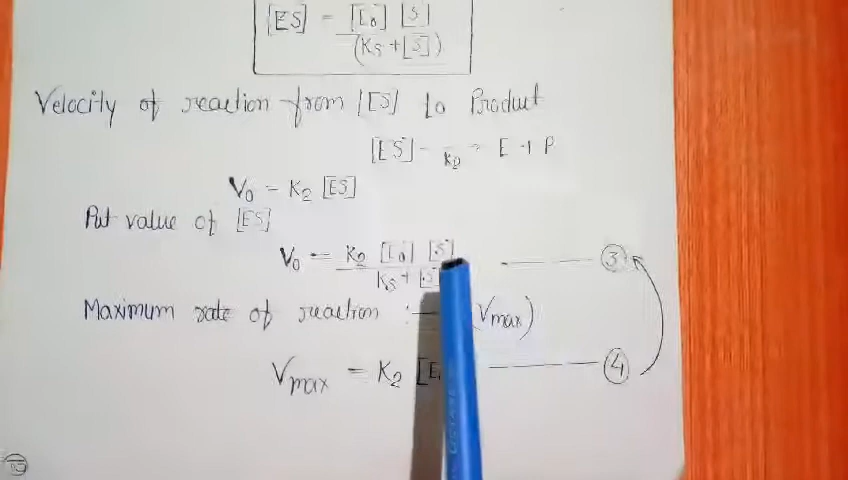 [ES] = [E₀] [S]
(Ks + [S])
Velocity of reaction from [ES] to Product
[ES] - K₂ → E + P
V₀ = K₂ [ES]
Put value of [ES]
V₀ = K₂ [E₀] [S] ——— ③
Ks + [S]
Maximum rate of reaction :— (Vmax)
Vmax = K₂ [E ——— ④